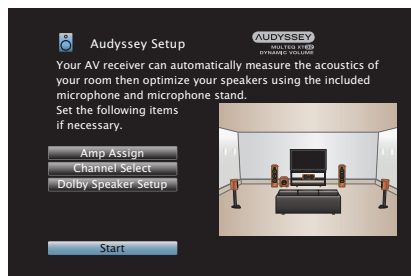 Audyssey Setup
AUDYSSEY
MULTEQ XT32
DYNAMIC VOLUME
Your AV receiver can automatically measure the acoustics of
your room then optimize your speakers using the included
microphone and microphone stand.
Set the following items
if necessary.
Amp Assign
Channel Select
Dolby Speaker Setup
Start